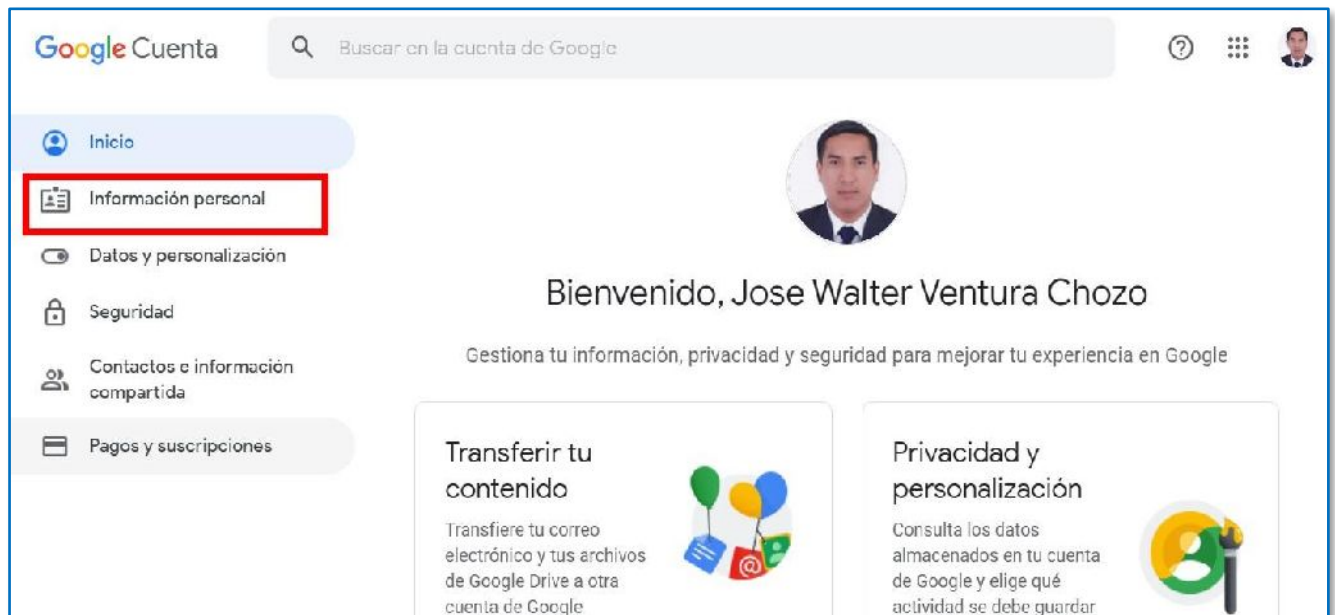 Google Cuenta
Buscar en la cuenta de Google
Inicio
Información personal
Datos y personalización
Seguridad
Contactos e información
compartida
Pagos y suscripciones
Bienvenido, Jose Walter Ventura Chozo
Gestiona tu información, privacidad y seguridad para mejorar tu experiencia en Google
Transferir tu
contenido
Transfiere tu correo
electrónico y tus archivos
de Google Drive a otra
cuenta de Google
Privacidad y
personalización
Consulta los datos
almacenados en tu cuenta
de Google y elige qué
actividad se debe guardar